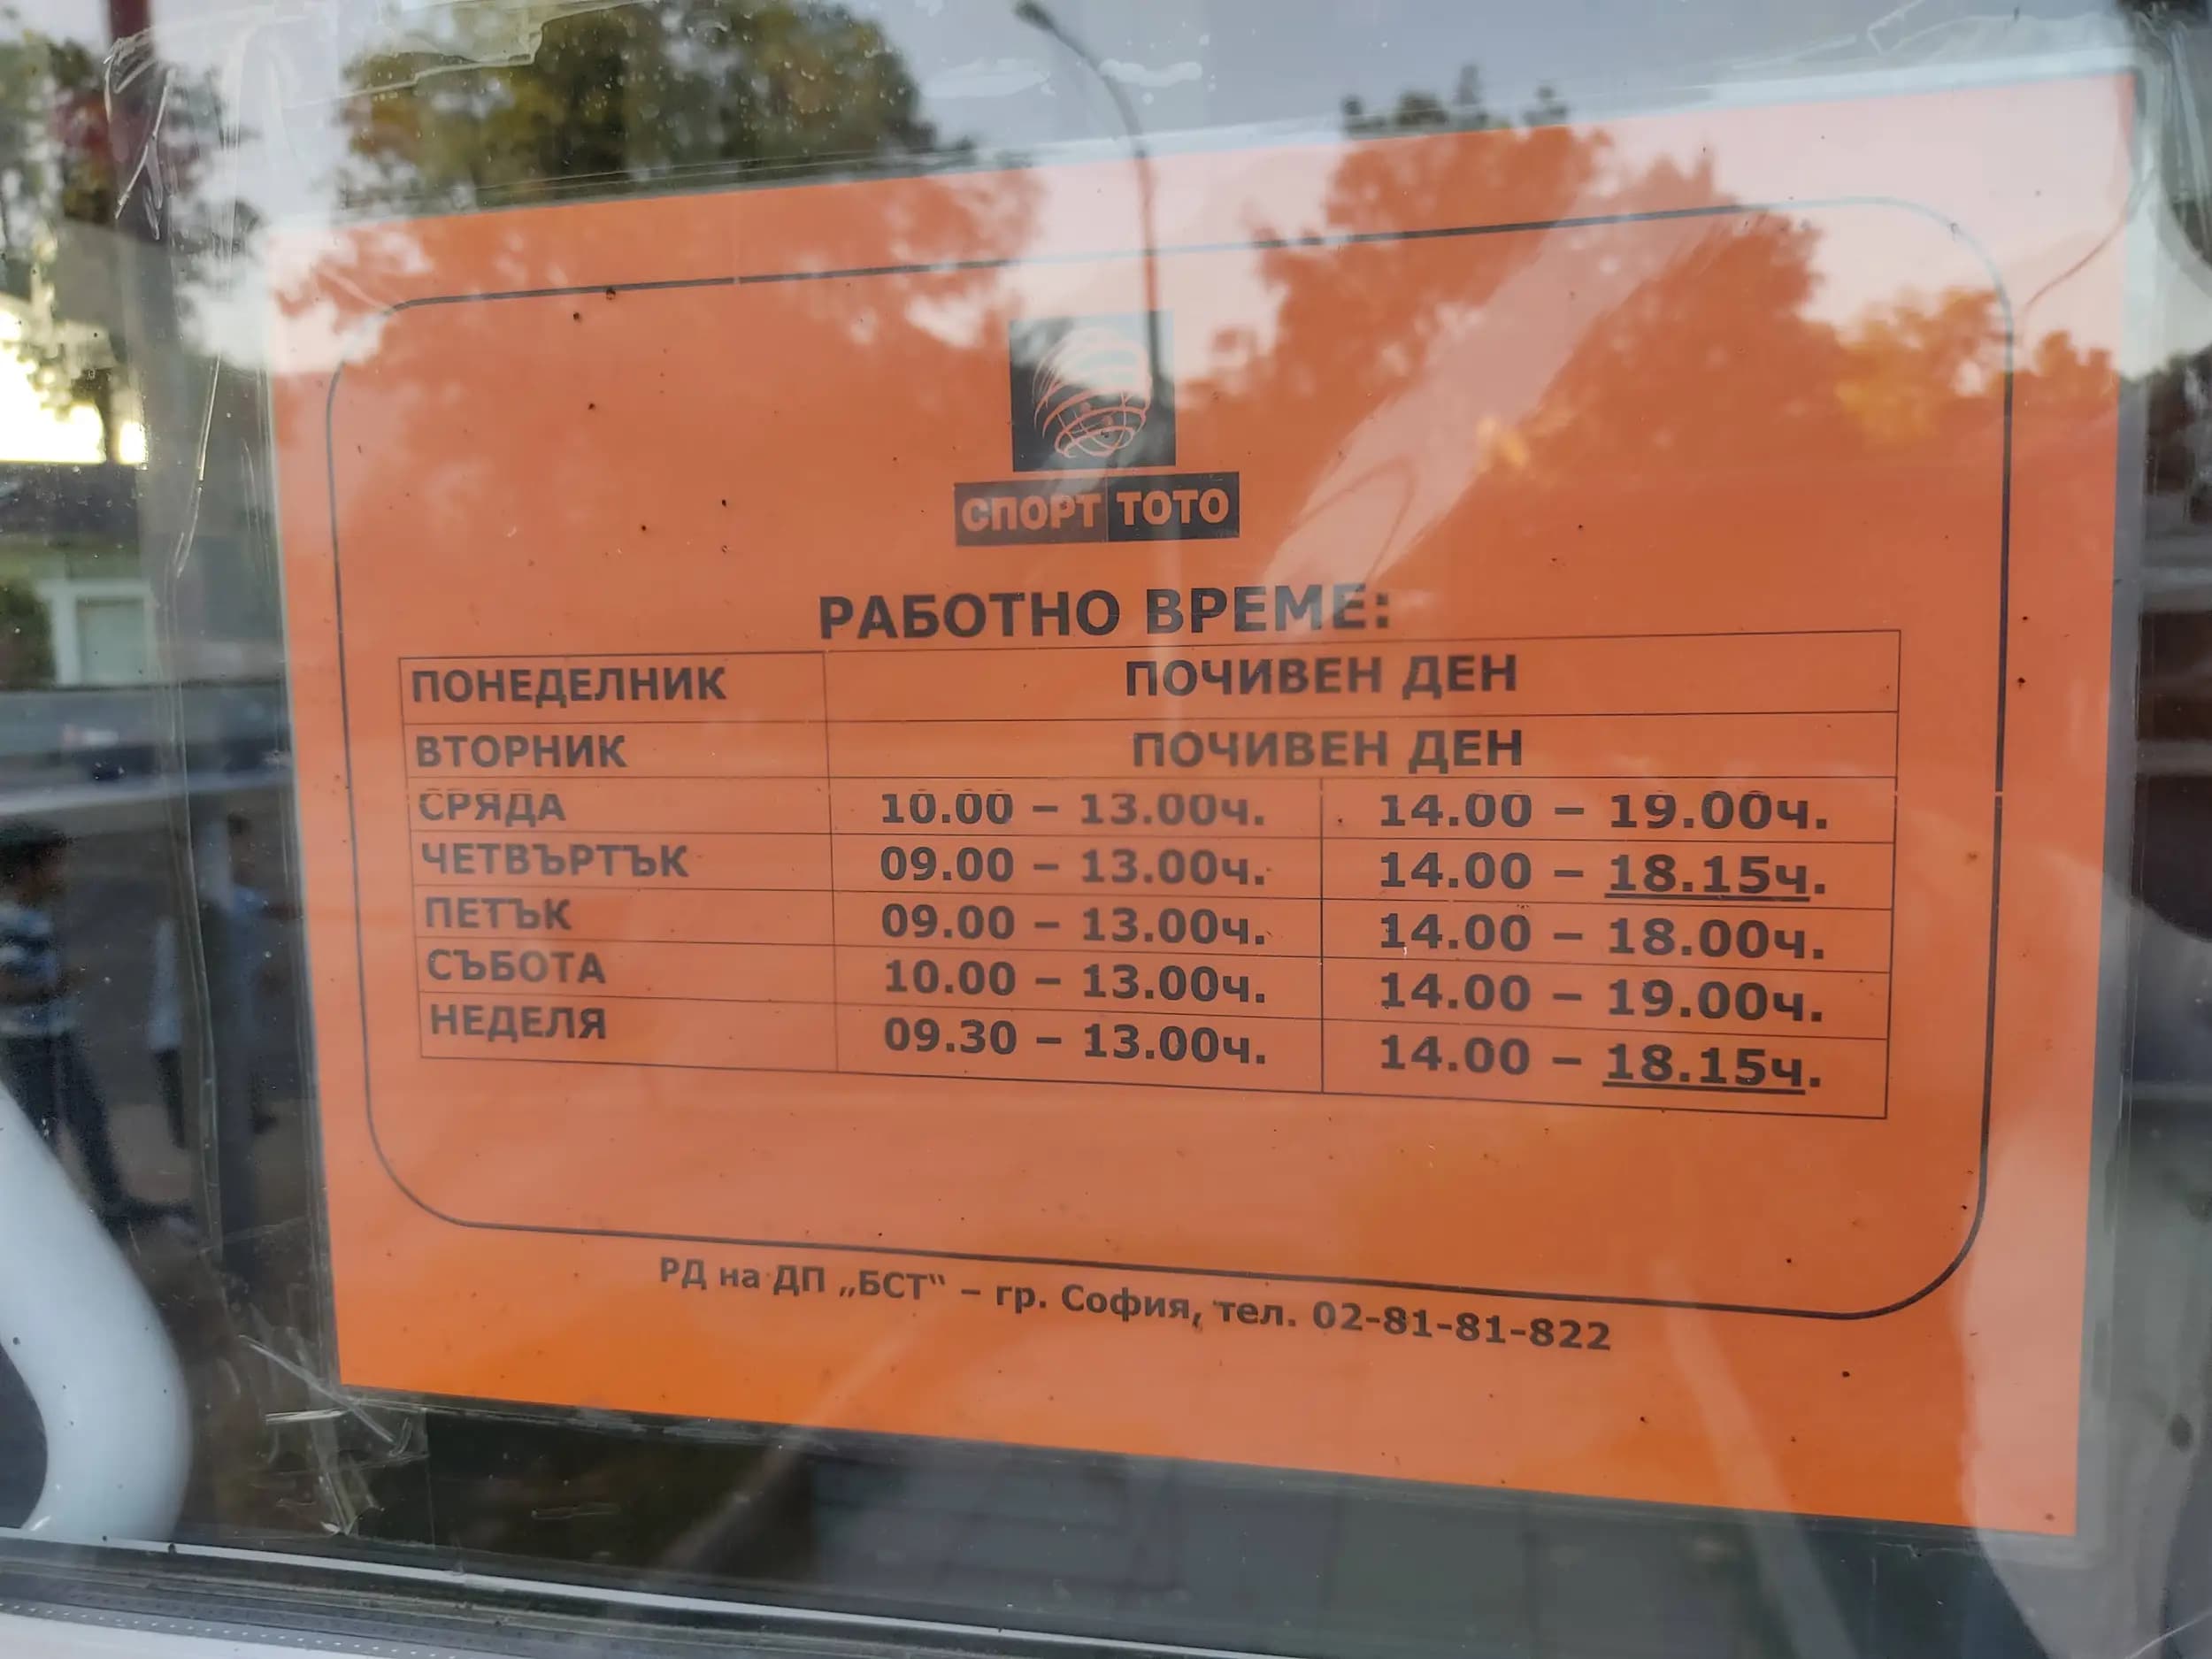 СПОРТ ТОТО
РАБОТНО ВРЕМЕ:
ПОНЕДЕЛНИК ПОЧИВЕН ДЕН
ВТОРНИК ПОЧИВЕН ДЕН
СРЯДА 10.00 – 13.00ч. 14.00 – 19.00ч.
ЧЕТВЪРТЪК 09.00 – 13.00ч. 14.00 – 18.15ч.
ПЕТЪК 09.00 – 13.00ч. 14.00 – 18.00ч.
СЪБОТА 10.00 – 13.00ч. 14.00 – 19.00ч.
НЕДЕЛЯ 09.30 – 13.00ч. 14.00 – 18.15ч.
РД на ДП „БСТ“ – гр. София, тел. 02-81-81-822